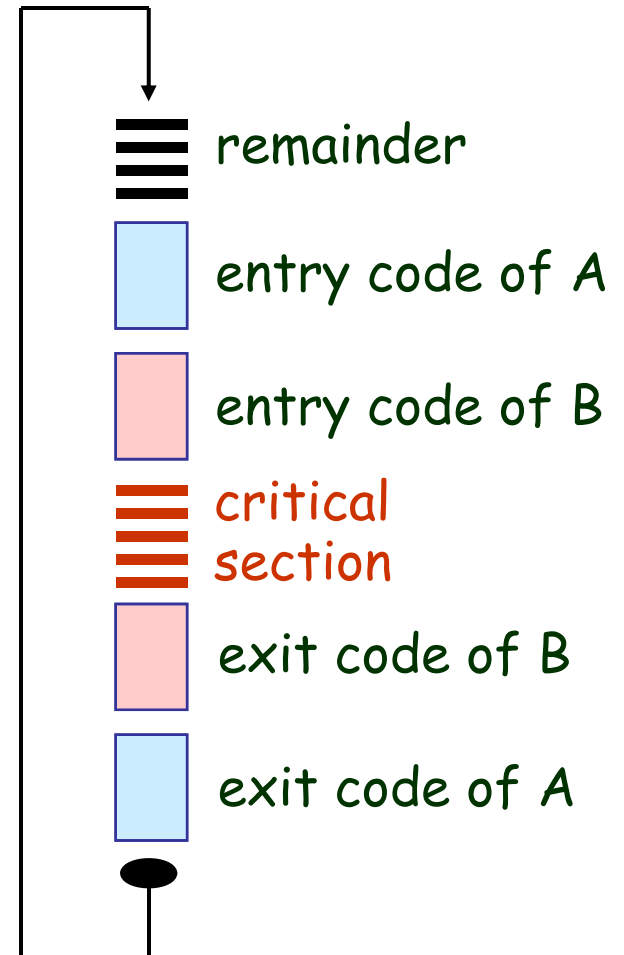 remainder
entry code of A
entry code of B
critical
section
exit code of B
exit code of A